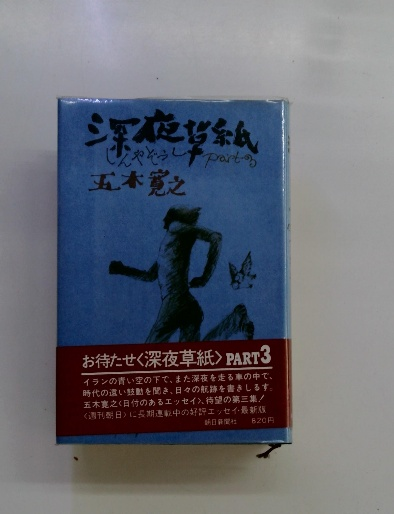 深夜草紙
しんやぞうし Part3
五木寛之
お待たせ〈深夜草紙〉PART3
イランの青い空の下で、また深夜を走る車の中で、
時代の遠い鼓動を聞き、日々の航跡を書きしるす。
五木寛之〈日付のあるエッセイ〉、待望の第三集！
〈週刊朝日〉に長期連載中の好評エッセイ・最新版
朝日新聞社 820円